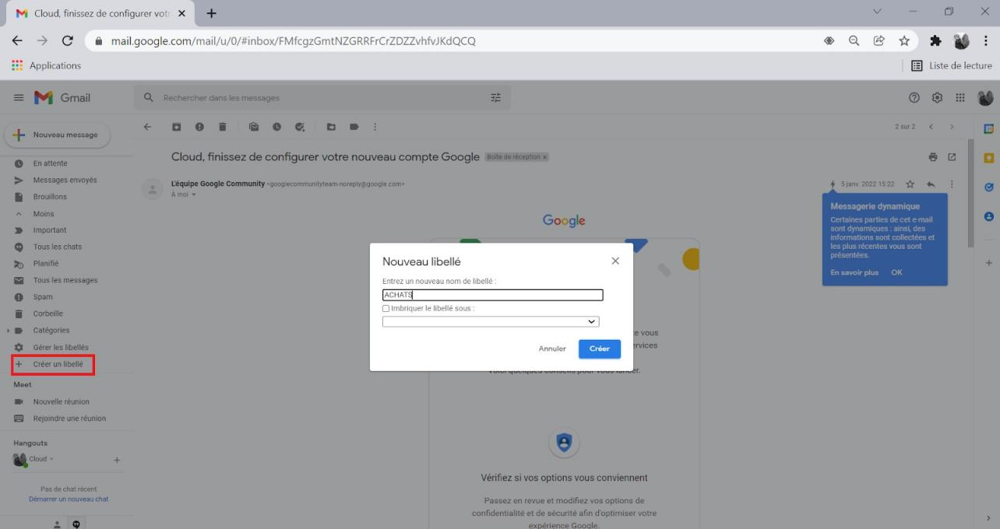 Cloud, finissez de configurer votr
mail.google.com/mail/u/0/#inbox/FMfcgzGmtNZGRRFrCrZDZZvhfvJKdQCQ
Applications
Liste de lecture
Gmail
Rechercher dans les messages
Nouveau message
2 sur 2
En attente
Messages envoyés
Brouillons
Moins
Important
Tous les chats
Planifié
Tous les messages
Spam
Corbeille
Catégories
Gérer les libellés
Créer un libellé
Meet
Nouvelle réunion
Rejoindre une réunion
Hangouts
Cloud
Pas de chat récent
Démarrer un nouveau chat
Cloud, finissez de configurer votre nouveau compte Google
Boîte de réception x
L'équipe Google Community <googlecommunityteam-noreply@google.com>
À moi
5 janv. 2022 15:22
Messagerie dynamique
Certaines parties de cet e-mail
sont dynamiques : ainsi, des
informations sont collectées et
les plus récentes vous sont
présentées.
En savoir plus OK
Google
Nouveau libellé
Entrez un nouveau nom de libellé :
ACHATS
Imbriquer le libellé sous :
Annuler
Créer
vous
Voici quelques conseils pour vous lancer.
Vérifiez si vos options vous conviennent
Passez en revue et modifiez vos options de
confidentialité et de sécurité afin d'optimiser votre
expérience Google.